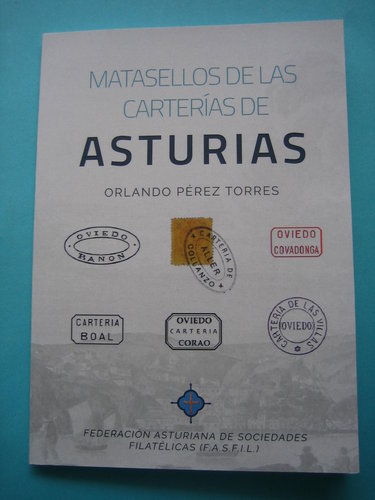 MATASELLOS DE LAS
CARTERÍAS DE
ASTURIAS
ORLANDO PÉREZ TORRES
OVIEDO
BANON
CARTERIA DE
ALLER
COLLANZO
OVIEDO
COVADONGA
CARTERIA
BOAL
OVIEDO
CARTERIA
CORAO
CARTERIA DE LAS VILLAS
OVIEDO
FEDERACIÓN ASTURIANA DE SOCIEDADES
FILATÉLICAS (F.A.S.F.I.L.)